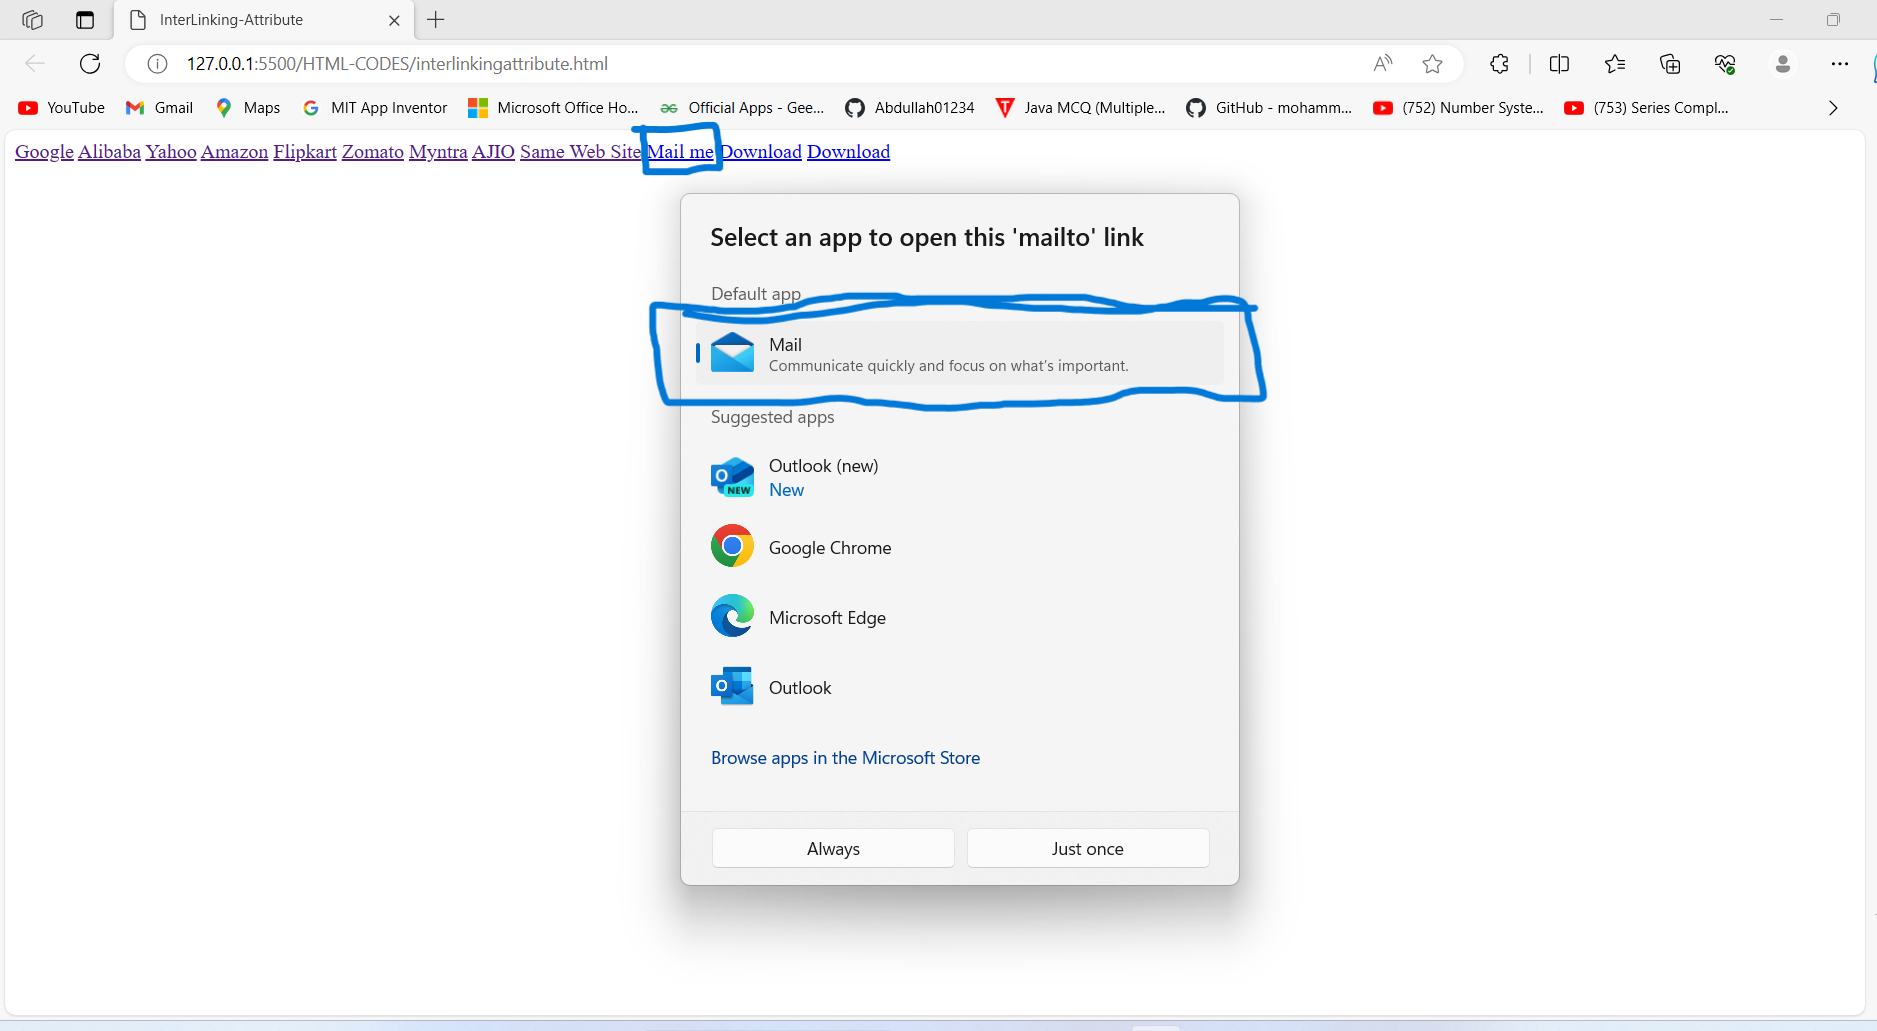 InterLinking-Attribute
127.0.0.1:5500/HTML-CODES/interlinkingattribute.html
YouTube Gmail Maps MIT App Inventor Microsoft Office Ho... Official Apps - Gee... Abdullah01234 Java MCQ (Multiple... GitHub - mohamm... (752) Number Syste... (753) Series Compl...
Google Alibaba Yahoo Amazon Flipkart Zomato Myntra AJIO Same Web Site Mail me Download Download
Select an app to open this 'mailto' link
Default app
Mail
Communicate quickly and focus on what's important.
Suggested apps
Outlook (new)
New
Google Chrome
Microsoft Edge
Outlook
Browse apps in the Microsoft Store
Always Just once